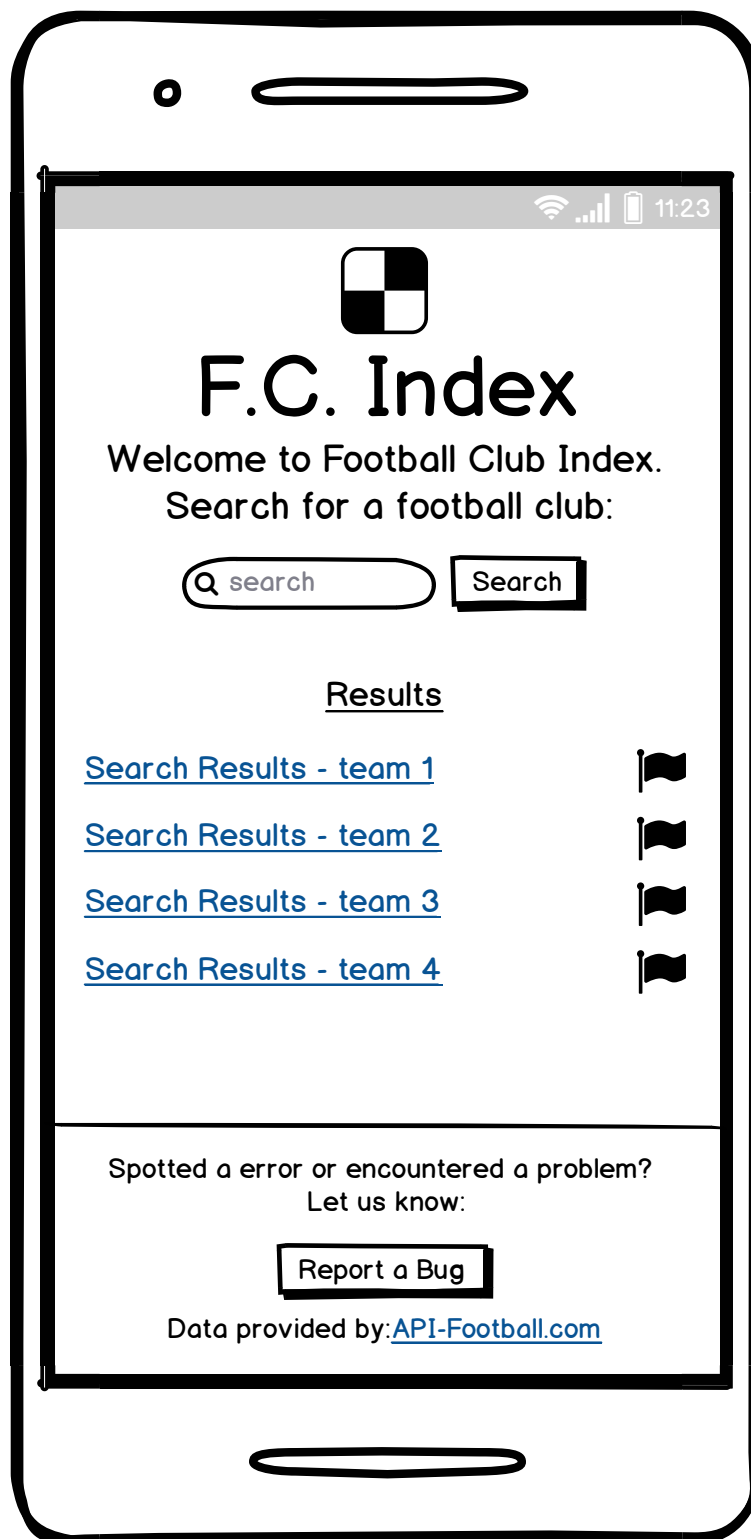 11:23
F.C. Index
Welcome to Football Club Index.
Search for a football club:
search
Search
Results
Search Results - team 1
Search Results - team 2
Search Results - team 3
Search Results - team 4
Spotted a error or encountered a problem?
Let us know:
Report a Bug
Data provided by:API-Football.com